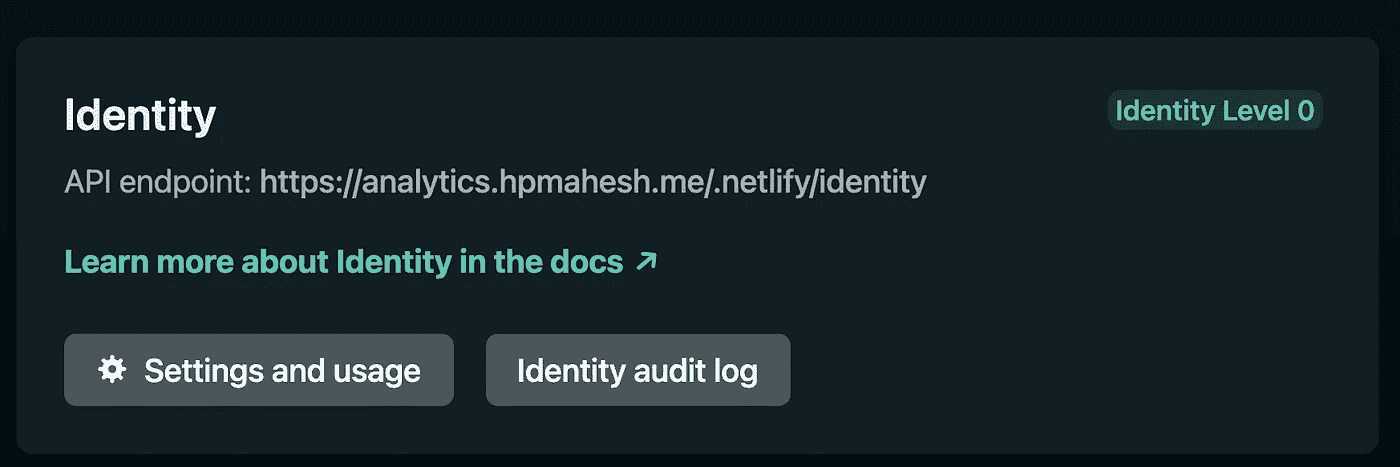 Identity
Identity Level 0
API endpoint: https://analytics.hpmahesh.me/.netlify/identity
Learn more about Identity in the docs ↗
Settings and usage
Identity audit log